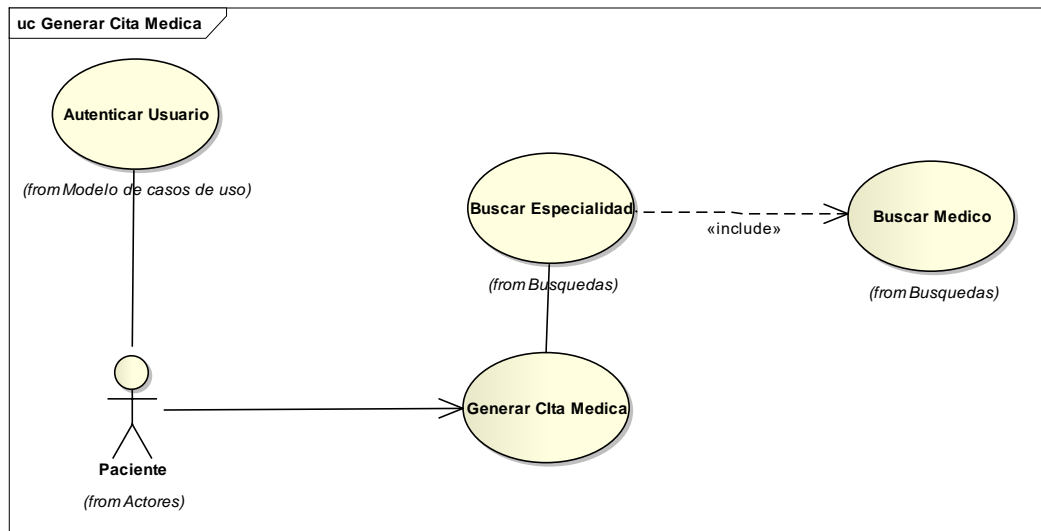 uc Generar Cita Medica
Autenticar Usuario
(from Modelo de casos de uso)
Buscar Especialidad
(from Busquedas)
«include»
Buscar Medico
(from Busquedas)
Generar CIta Medica
Paciente
(from Actores)